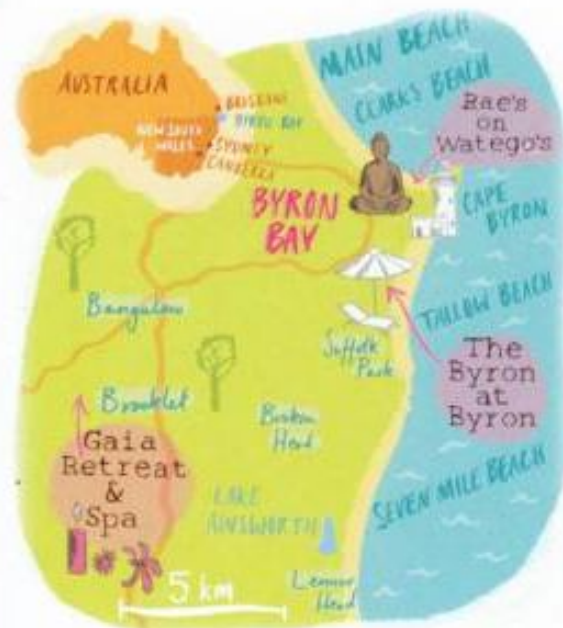 MAIN BEACH
CLARKS BEACH
AUSTRALIA
BRISBANE
BYRON BAY
NEW SOUTH
WALES
SYDNEY
CANBERRA
Rae's
on
Watego's
BYRON
BAY
CAPE
BYRON
TALLOW BEACH
Bangalow
Suffolk
Park
The
Byron
at
Byron
Brooklet
Broken
Head
Gaia
Retreat
&
Spa
SEVEN MILE BEACH
LAKE
AINSWORTH
5 km
Lennox
Head